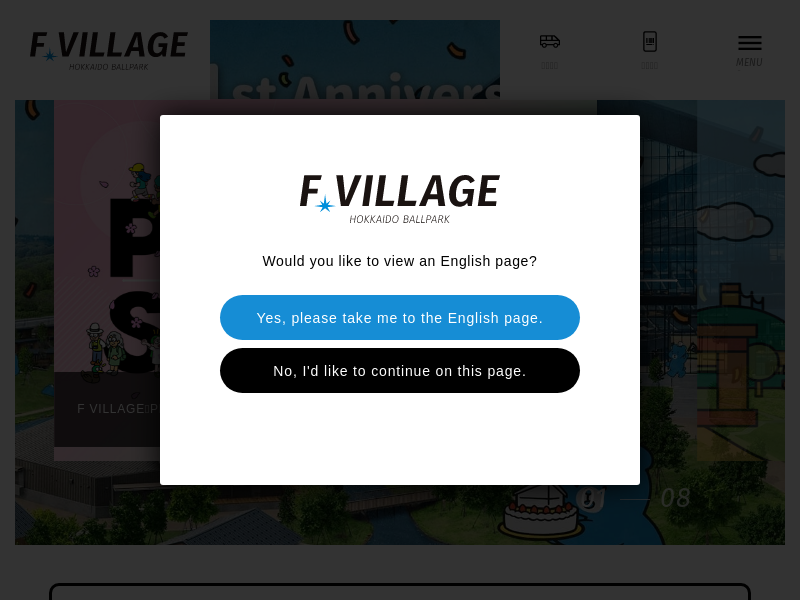 F VILLAGE
HOKKAIDO BALLPARK
st Annivers
MENU
F VILLAGE
HOKKAIDO BALLPARK
Would you like to view an English page?
Yes, please take me to the English page.
No, I'd like to continue on this page.
P
S
F VILLAGE
08